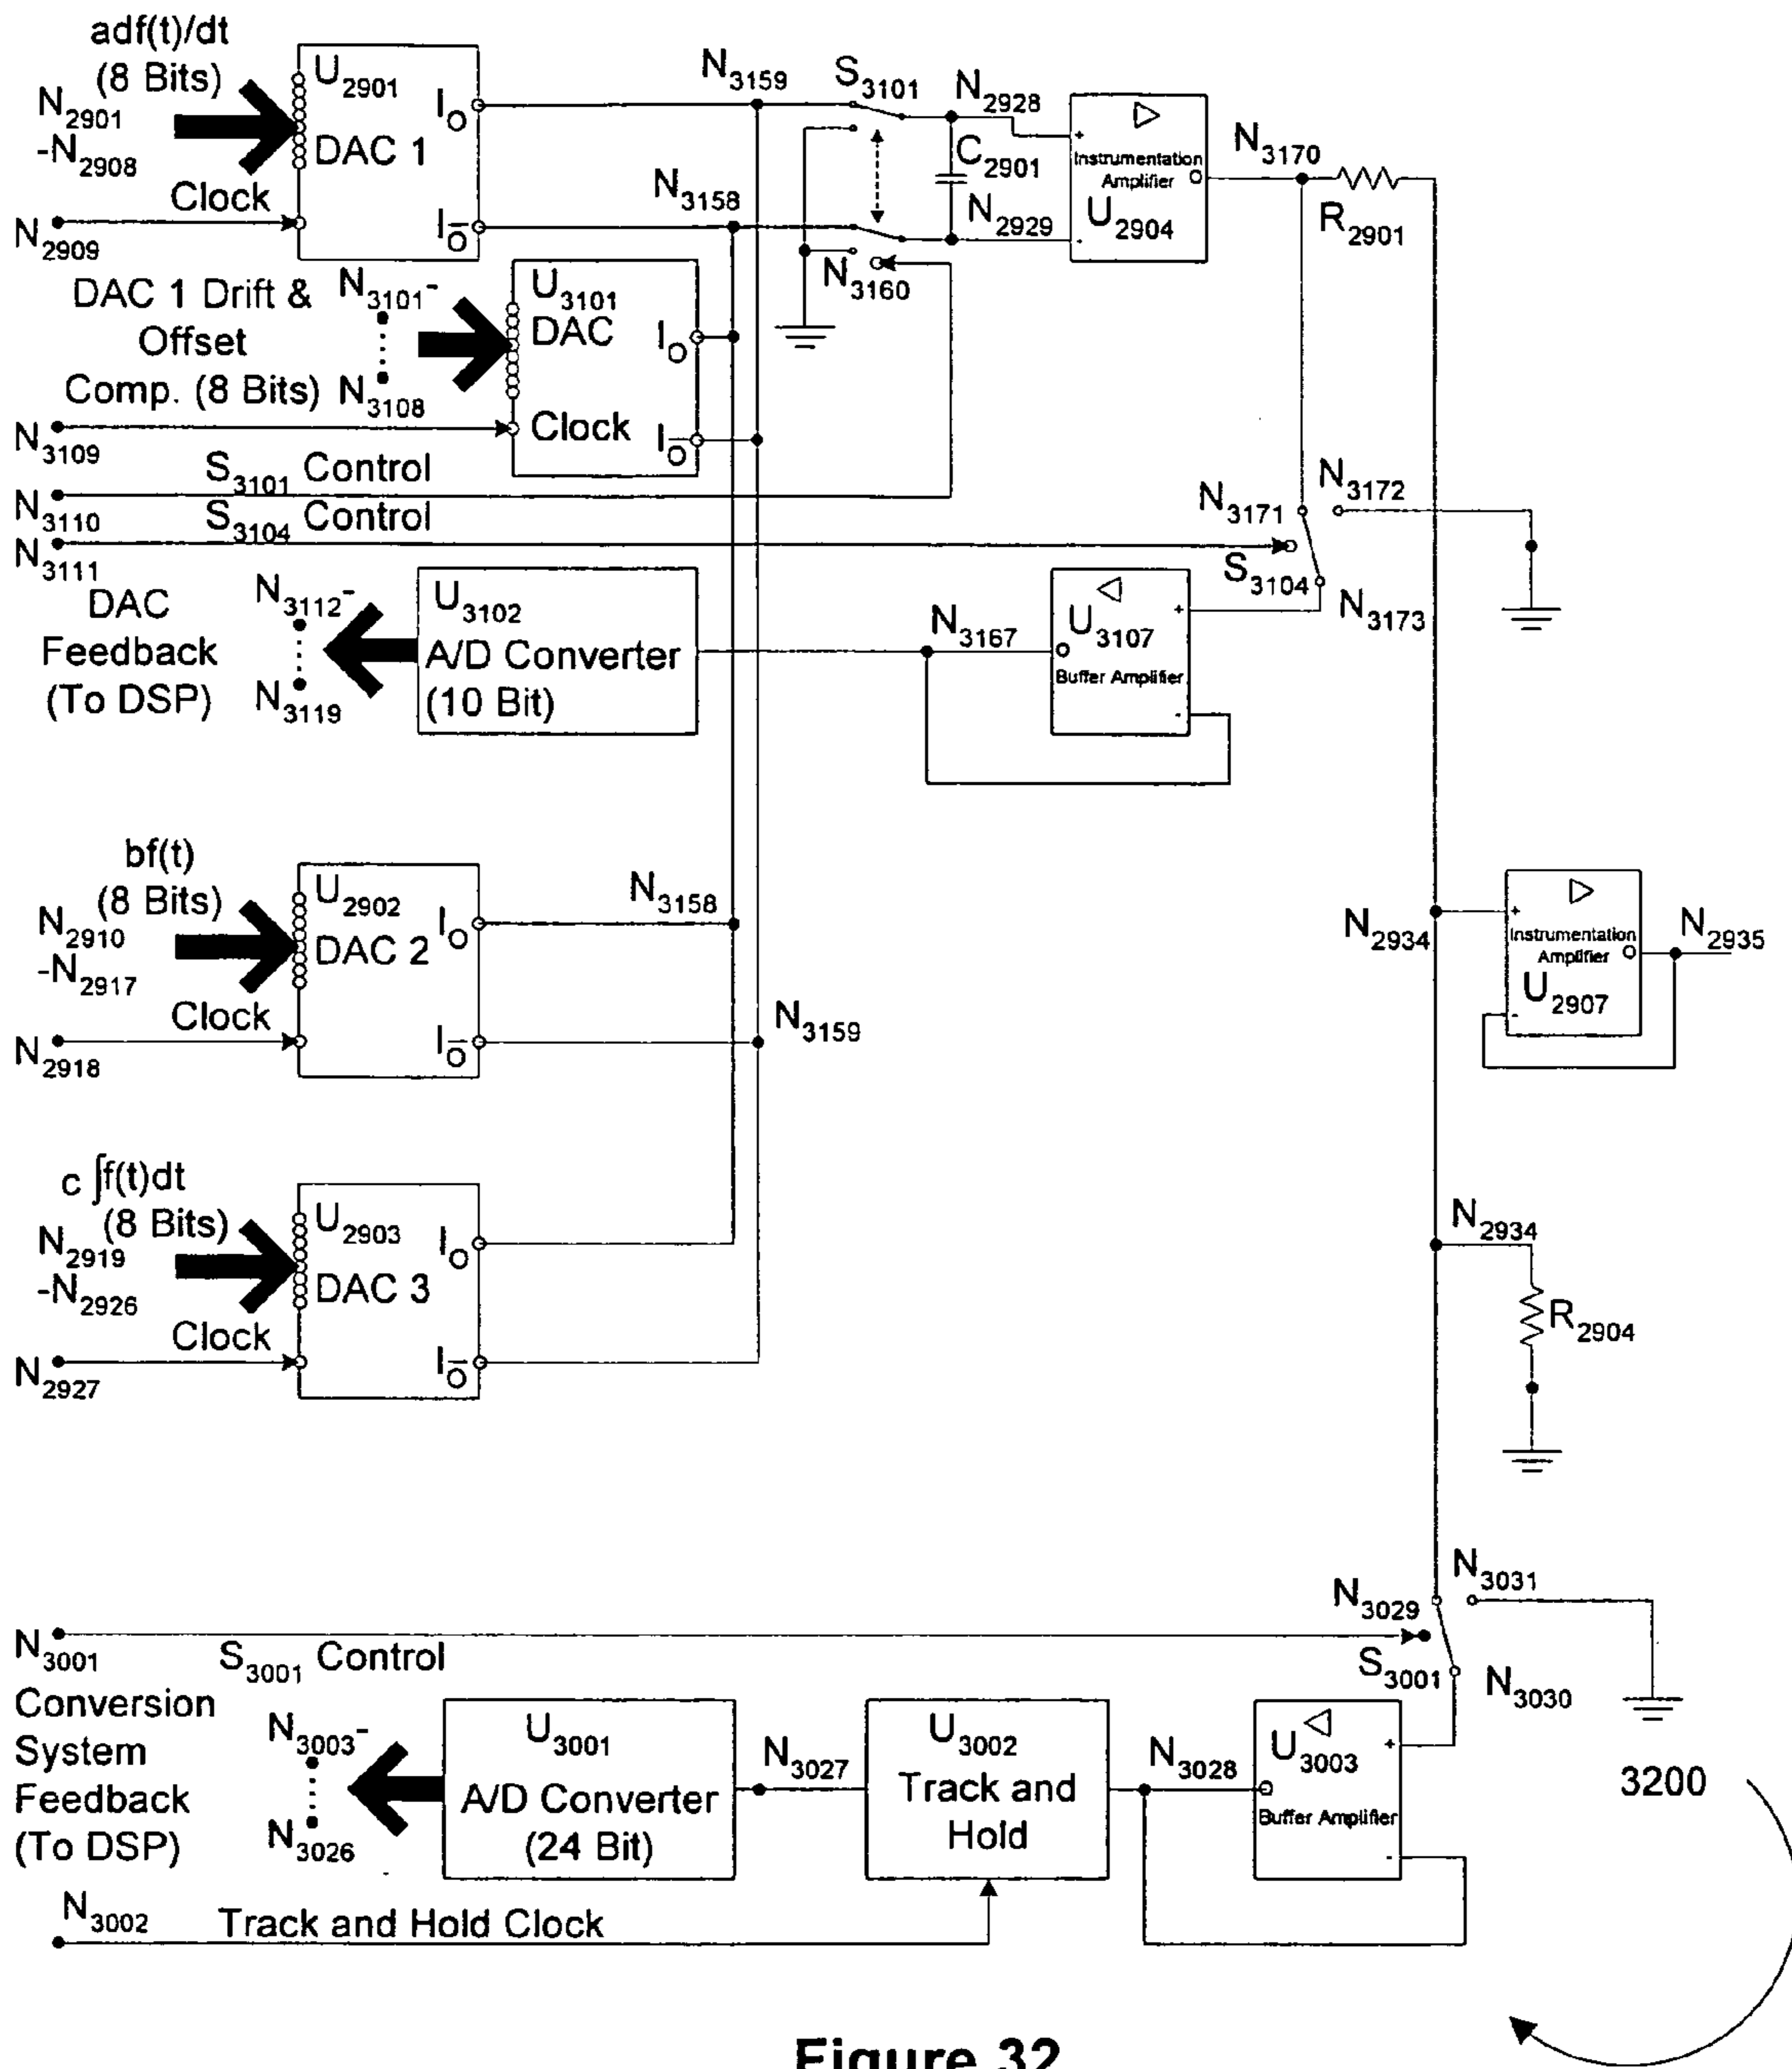 adf(t)/dt
(8 Bits)
N2901
-N2908
U2901
DAC 1
IO
IO
Clock
N2909
N3159
S3101
N2928
C2901
N3158
N2929
N3160
+
Instrumentation
Amplifier
O
U2904
-
N3170
R2901
DAC 1 Drift &
Offset
Comp. (8 Bits)
N3101-
N3108
U3101
DAC
IO
Clock
IO
N3109
S3101 Control
N3110
S3104 Control
N3111
N3171
N3172
S3104
N3173
DAC
Feedback
(To DSP)
N3112-
N3119
U3102
A/D Converter
(10 Bit)
N3167
U3107
+
O
Buffer Amplifier
-
bf(t)
(8 Bits)
N2910
-N2917
U2902
DAC 2
IO
IO
Clock
N2918
N3158
N3159
N2934
+
Instrumentation
Amplifier
O
U2907
-
N2935
c ∫f(t)dt
(8 Bits)
N2919
-N2926
U2903
DAC 3
IO
IO
Clock
N2927
N2934
R2904
N3029
N3031
N3001
S3001 Control
S3001
N3030
Conversion
System
Feedback
(To DSP)
N3003-
N3026
U3001
A/D Converter
(24 Bit)
N3027
U3002
Track and
Hold
N3028
U3003
+
Buffer Amplifier
-
3200
N3002
Track and Hold Clock
Figure 32